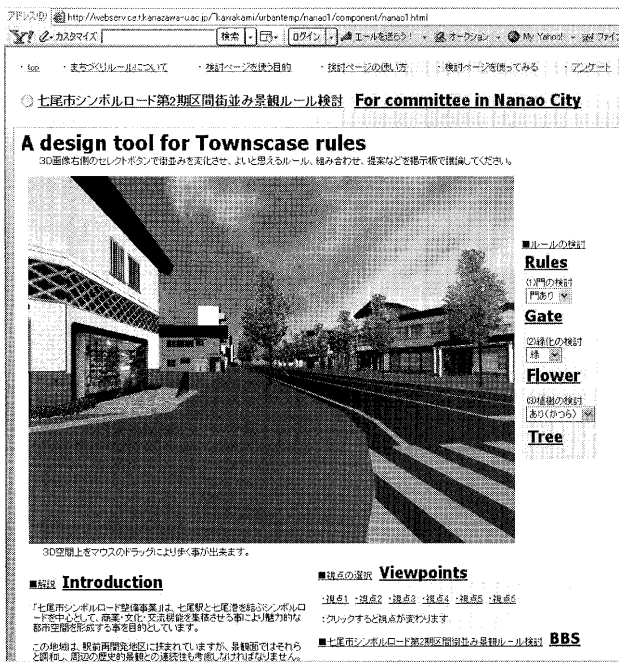 アドレス(D) http://webserv.ce.t.kanazawa-u.ac.jp/~kawakami/urbantemp/nanao1/component/nanao1.html
Y! カスタマイズ 検索 ログイン エールを送ろう! オークション My Yahoo! ファイ
・top ・まちづくりルールについて ・検討ページを使う目的 ・検討ページの使い方 ・検討ページを使ってみる ・アンケート
七尾市シンボルロード第2期区間街並み景観ルール検討 For committee in Nanao City
A design tool for Townscase rules
3D画像右側のセレクトボタンで街並みを変化させ、よいと思えるルール、組み合わせ、提案などを掲示板で議論してください。
■ルールの検討
Rules
(1)門の検討
門あり
Gate
(2)緑化の検討
緑
Flower
(3)植樹の検討
あり(かつら)
Tree
3D空間上をマウスのドラッグにより歩く事が出来ます。
■解説 Introduction
「七尾市シンボルロード整備事業」は、七尾駅と七尾港を結ぶシンボルロ
ードを中心として、商業・文化・交流機能を集積させる事により魅力的な
都市空間を形成する事を目的としています。
この地域は、駅前再開発地区に挟まれていますが、景観面ではそれら
と調和し、周辺の歴史的景観との連続性も考慮しなければなりません。
■視点の選択 Viewpoints
・視点1 ・視点2 ・視点3 ・視点4 ・視点5 ・視点6
:クリックすると視点が変わります
■七尾市シンボルロード第2期区間街並み景観ルール検討 BBS